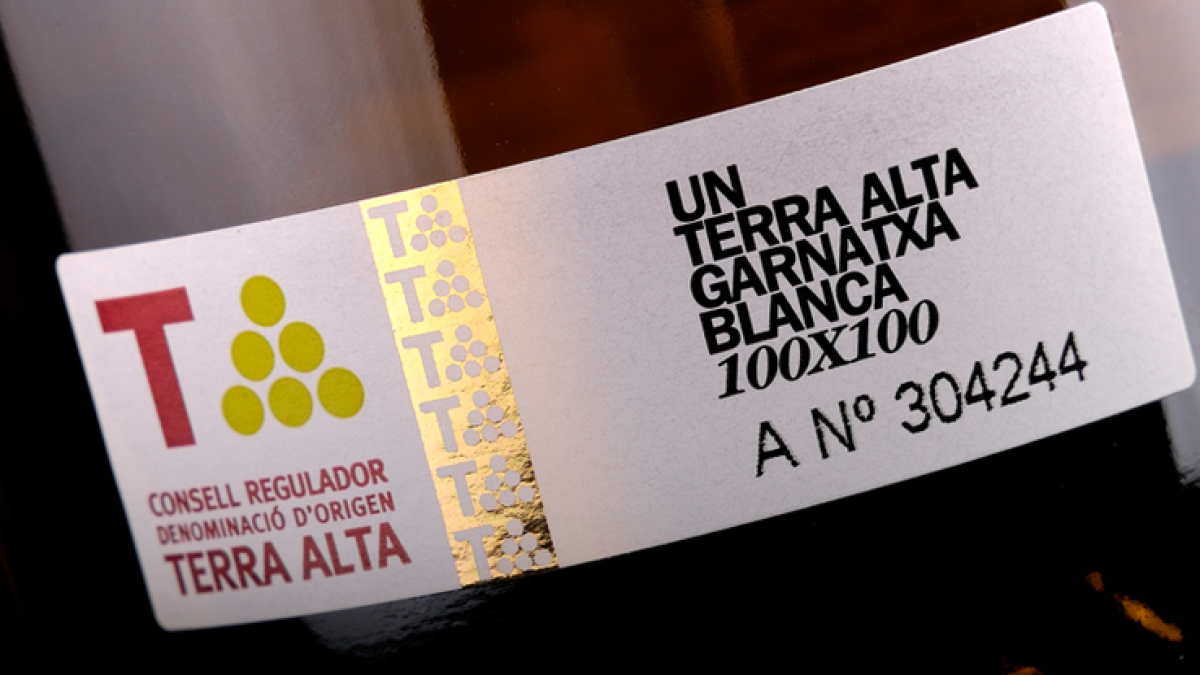 T
CONSELL REGULADOR
DENOMINACIÓ D'ORIGEN
TERRA ALTA
T
T
T
T
T
T
UN
TERRA ALTA
GARNATXA
BLANCA
100X100
A Nº 304244